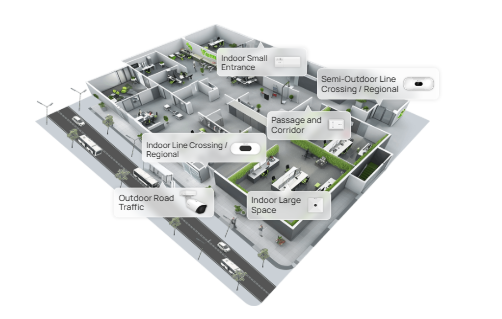 Indoor Small
Entrance
Semi-Outdoor Line
Crossing / Regional
Passage and
Corridor
Indoor Line Crossing /
Regional
Outdoor Road
Traffic
Indoor Large
Space